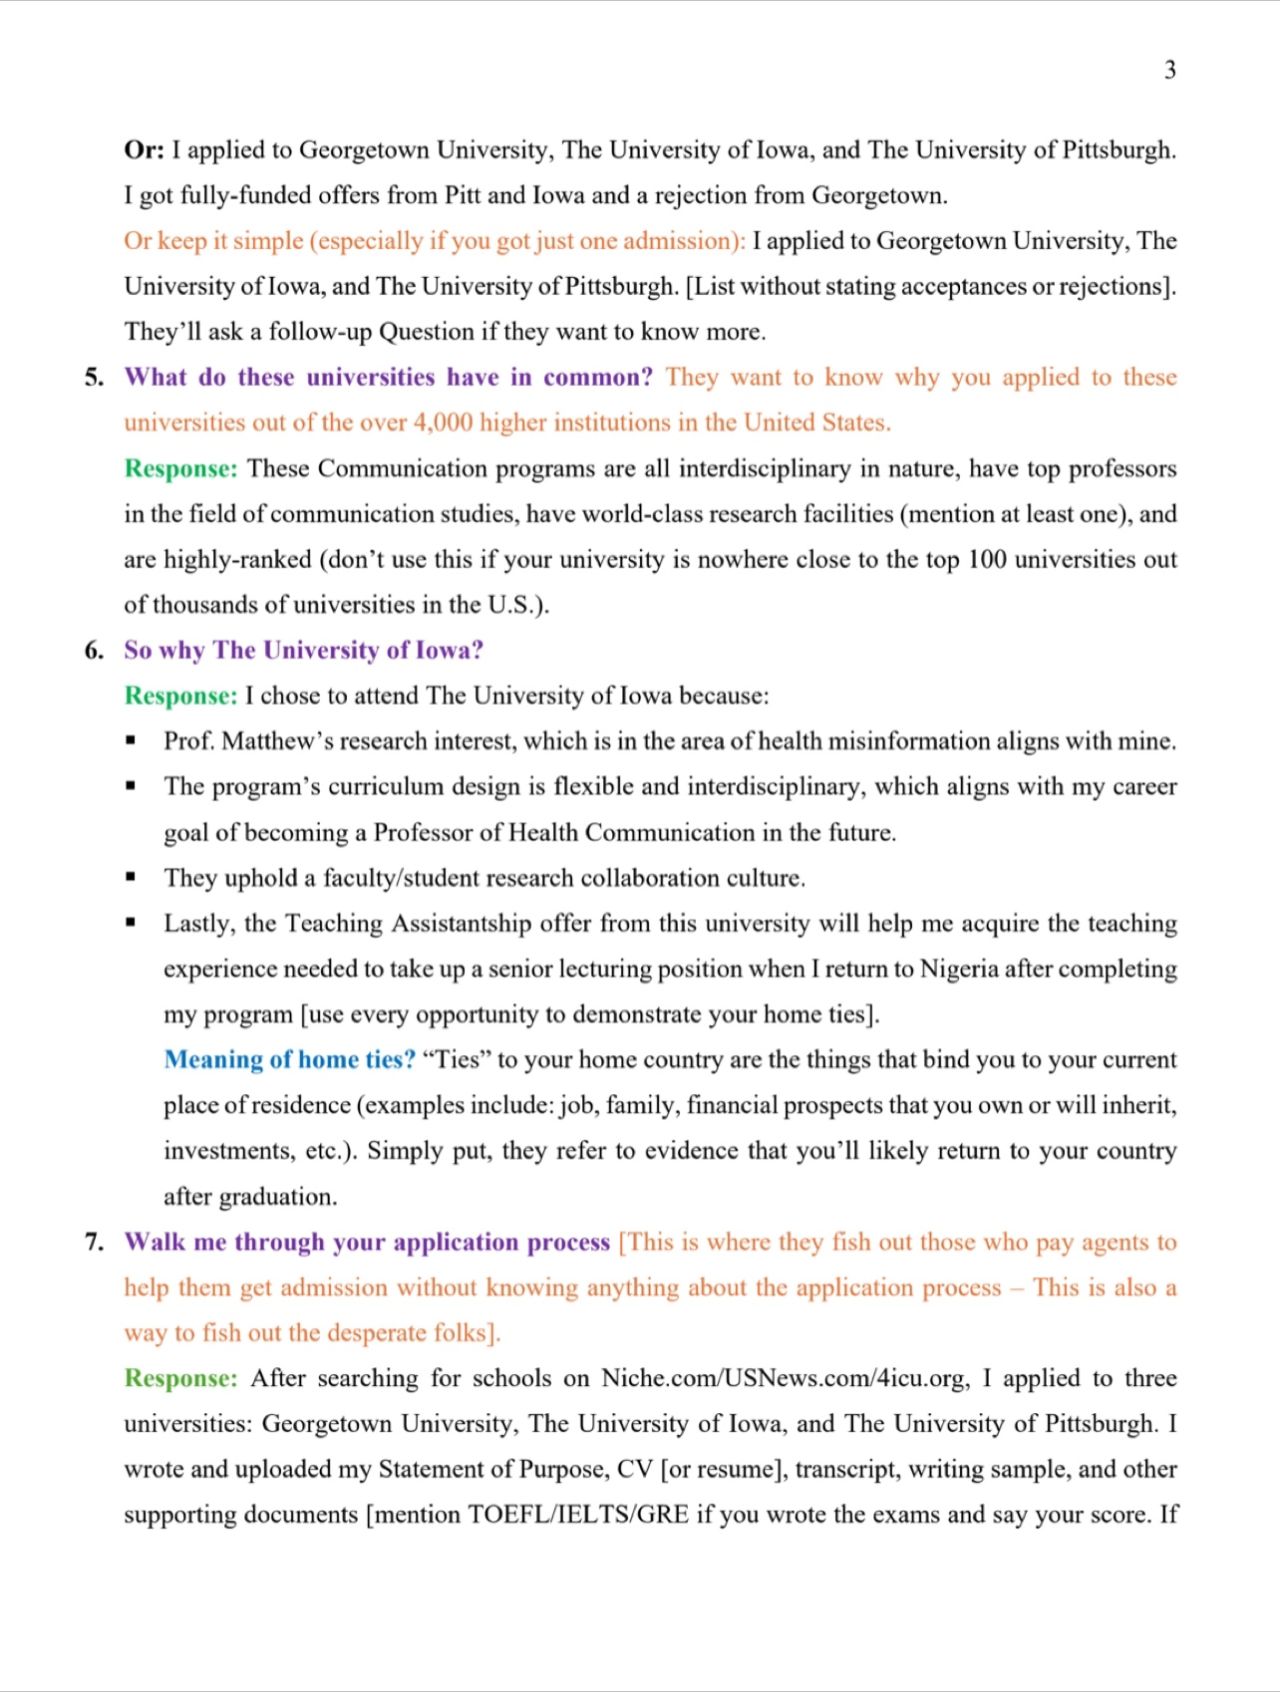 3
Or: I applied to Georgetown University, The University of Iowa, and The University of Pittsburgh.
I got fully-funded offers from Pitt and Iowa and a rejection from Georgetown.
Or keep it simple (especially if you got just one admission): I applied to Georgetown University, The
University of Iowa, and The University of Pittsburgh. [List without stating acceptances or rejections].
They’ll ask a follow-up Question if they want to know more.
5. What do these universities have in common? They want to know why you applied to these
universities out of the over 4,000 higher institutions in the United States.
Response: These Communication programs are all interdisciplinary in nature, have top professors
in the field of communication studies, have world-class research facilities (mention at least one), and
are highly-ranked (don’t use this if your university is nowhere close to the top 100 universities out
of thousands of universities in the U.S.).
6. So why The University of Iowa?
Response: I chose to attend The University of Iowa because:
▪ Prof. Matthew’s research interest, which is in the area of health misinformation aligns with mine.
▪ The program’s curriculum design is flexible and interdisciplinary, which aligns with my career
goal of becoming a Professor of Health Communication in the future.
▪ They uphold a faculty/student research collaboration culture.
▪ Lastly, the Teaching Assistantship offer from this university will help me acquire the teaching
experience needed to take up a senior lecturing position when I return to Nigeria after completing
my program [use every opportunity to demonstrate your home ties].
Meaning of home ties? “Ties” to your home country are the things that bind you to your current
place of residence (examples include: job, family, financial prospects that you own or will inherit,
investments, etc.). Simply put, they refer to evidence that you’ll likely return to your country
after graduation.
7. Walk me through your application process [This is where they fish out those who pay agents to
help them get admission without knowing anything about the application process – This is also a
way to fish out the desperate folks].
Response: After searching for schools on Niche.com/USNews.com/4icu.org, I applied to three
universities: Georgetown University, The University of Iowa, and The University of Pittsburgh. I
wrote and uploaded my Statement of Purpose, CV [or resume], transcript, writing sample, and other
supporting documents [mention TOEFL/IELTS/GRE if you wrote the exams and say your score. If